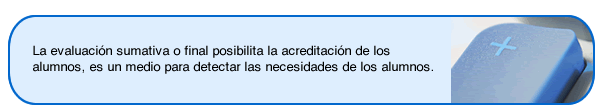 La evaluación sumativa o final posibilita la acreditación de los
alumnos, es un medio para detectar las necesidades de los alumnos.